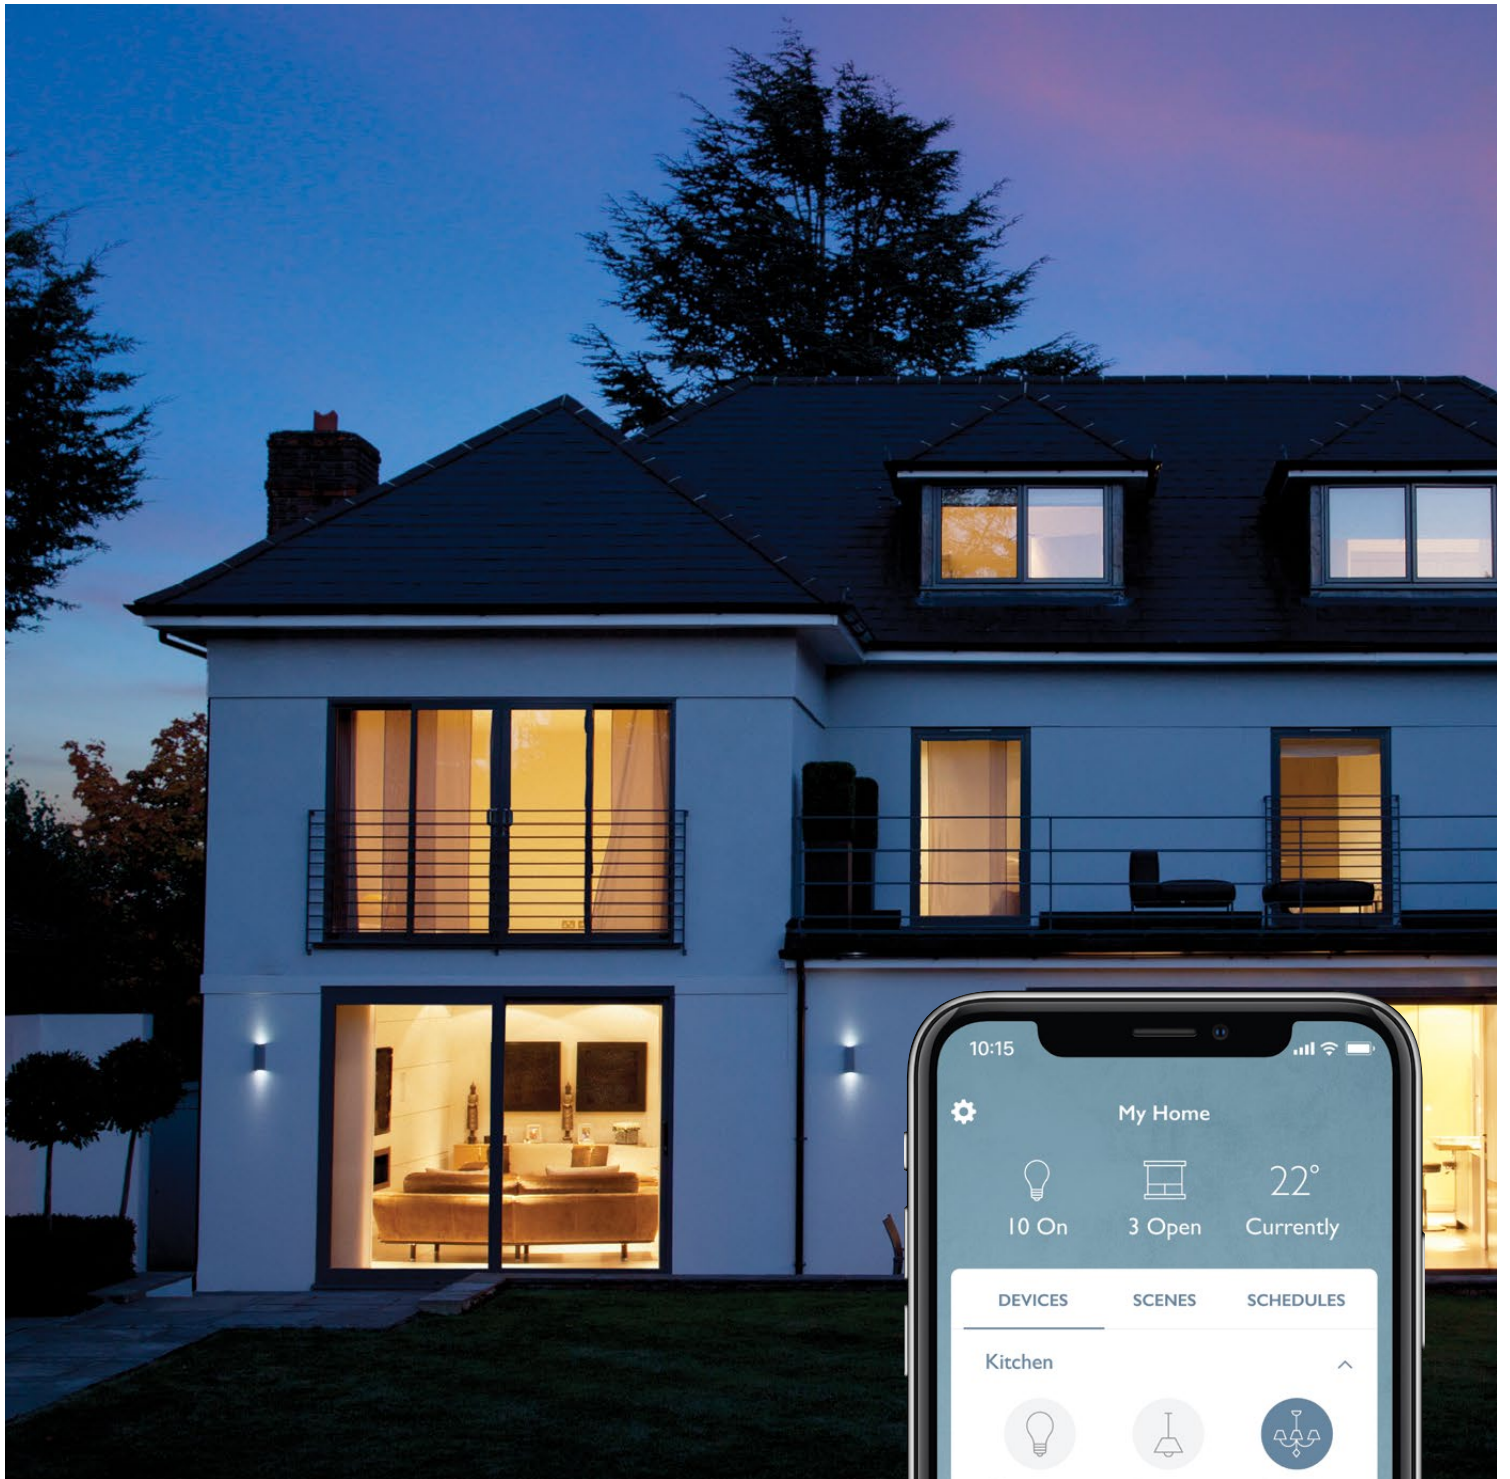 10:15
My Home
10 On
3 Open
22°
Currently
DEVICES
SCENES
SCHEDULES
Kitchen